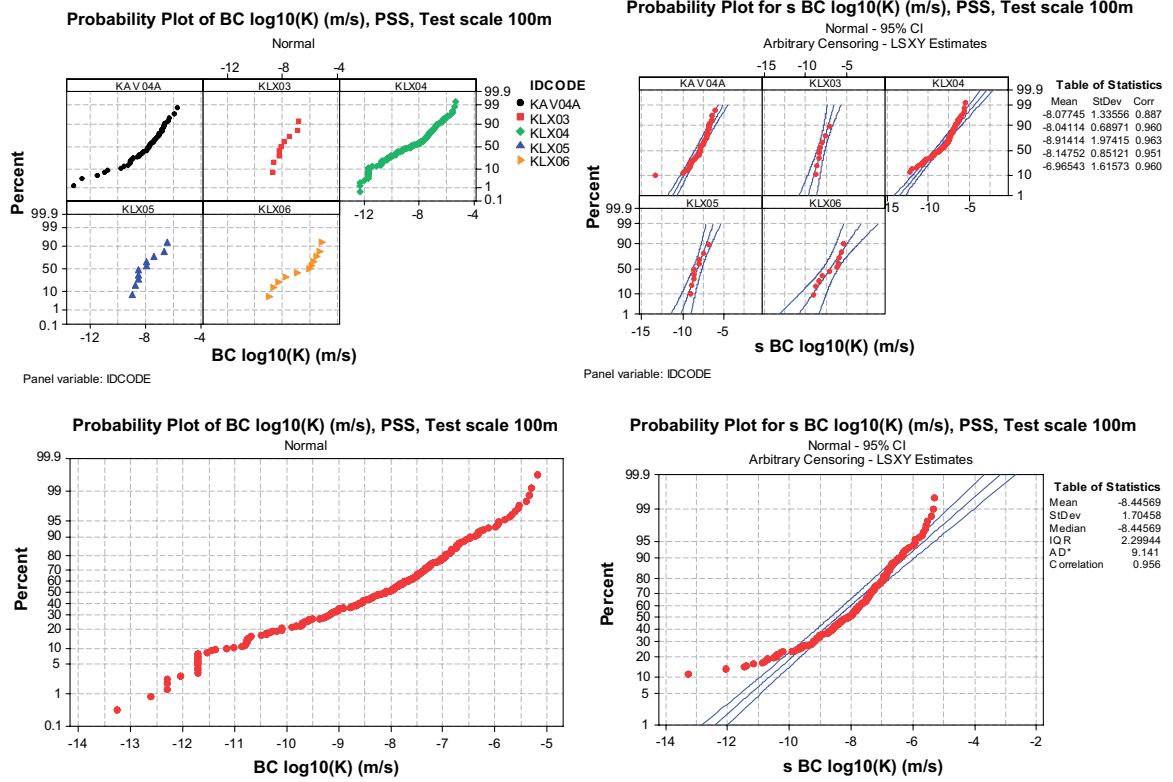 Probability Plot of BC log10(K) (m/s), PSS, Test scale 100m
Normal
-12 -8 -4
KAV04A KLX03 KLX04
99.9
99
90
50
10
1
0.1
-12 -8 -4
IDCODE
KAV04A
KLX03
KLX04
KLX05
KLX06
Percent
KLX05 KLX06
99.9
99
90
50
10
1
0.1
-12 -8 -4
BC log10(K) (m/s)
Panel variable: IDCODE
Probability Plot for s BC log10(K) (m/s), PSS, Test scale 100m
Normal - 95% CI
Arbitrary Censoring - LSXY Estimates
-15 -10 -5
KAV04A KLX03 KLX04
99.9
99
90
50
10
1
-15 -10 -5
Table of Statistics
Mean StDev Corr
-8.07745 1.33556 0.887
-8.04114 0.68971 0.960
-8.91414 1.97415 0.963
-8.14752 0.85121 0.951
-6.96543 1.61573 0.960
Percent
KLX05 KLX06
99.9
99
90
50
10
1
-15 -10 -5
s BC log10(K) (m/s)
Panel variable: IDCODE
Probability Plot of BC log10(K) (m/s), PSS, Test scale 100m
Normal
99.9
99
95
90
80
70
60
50
40
30
20
10
5
1
0.1
Percent
-14 -13 -12 -11 -10 -9 -8 -7 -6 -5
BC log10(K) (m/s)
Probability Plot for s BC log10(K) (m/s), PSS, Test scale 100m
Normal - 95% CI
Arbitrary Censoring - LSXY Estimates
99.9
99
95
90
80
70
60
50
40
30
20
10
5
1
Percent
-14 -12 -10 -8 -6 -4 -2
s BC log10(K) (m/s)
Table of Statistics
Mean -8.44569
StDev 1.70458
Median -8.44569
IQR 2.29944
AD* 9.141
Correlation 0.956